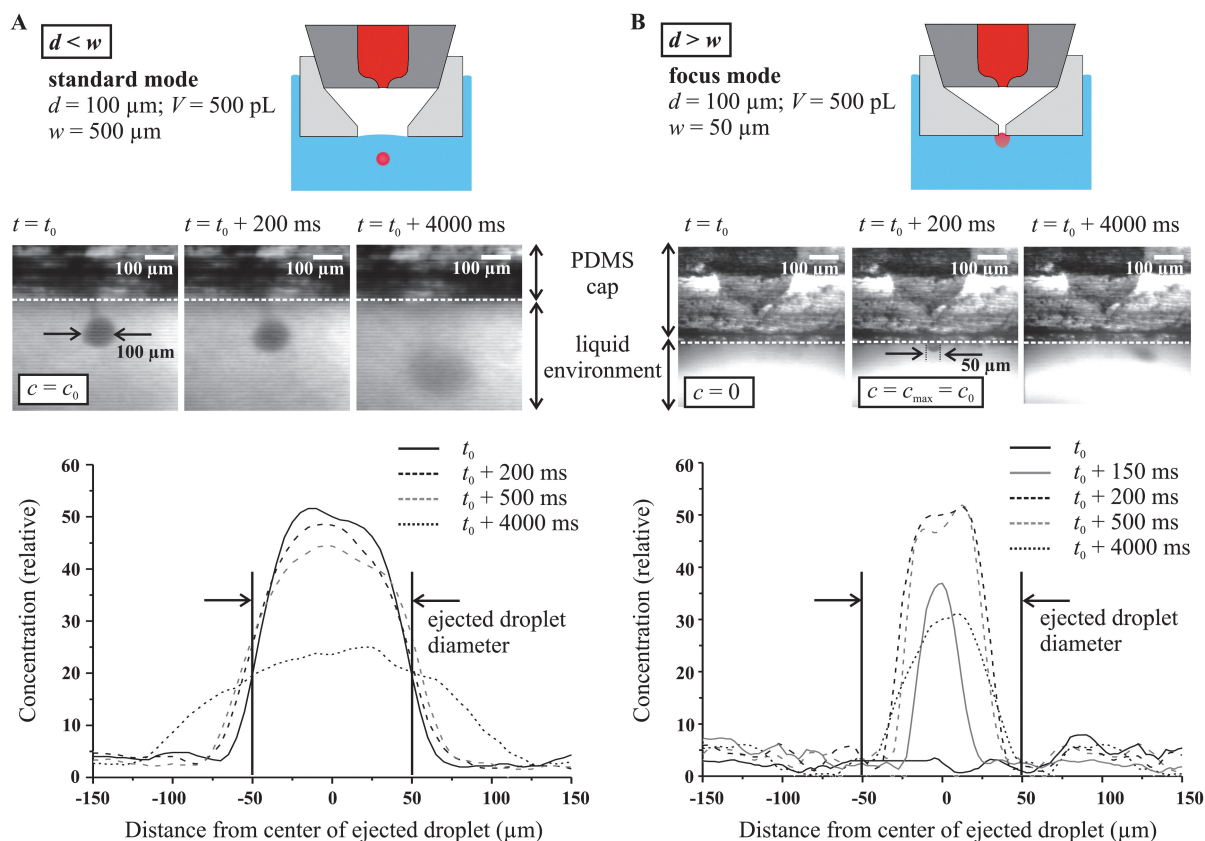 A
d < w
standard mode
d = 100 µm; V = 500 pL
w = 500 µm
B
d > w
focus mode
d = 100 µm; V = 500 pL
w = 50 µm
t = t₀
t = t₀ + 200 ms
t = t₀ + 4000 ms
100 µm
100 µm
100 µm
100 µm
c = c₀
PDMS
cap
liquid
environment
t = t₀
t = t₀ + 200 ms
t = t₀ + 4000 ms
100 µm
100 µm
100 µm
50 µm
c = 0
c = cₘₐₓ = c₀
t₀
t₀ + 200 ms
t₀ + 500 ms
t₀ + 4000 ms
ejected droplet
diameter
Concentration (relative)
60
50
40
30
20
10
0
-150
-100
-50
0
50
100
150
Distance from center of ejected droplet (µm)
t₀
t₀ + 150 ms
t₀ + 200 ms
t₀ + 500 ms
t₀ + 4000 ms
ejected droplet
diameter
Concentration (relative)
60
50
40
30
20
10
0
-150
-100
-50
0
50
100
150
Distance from center of ejected droplet (µm)